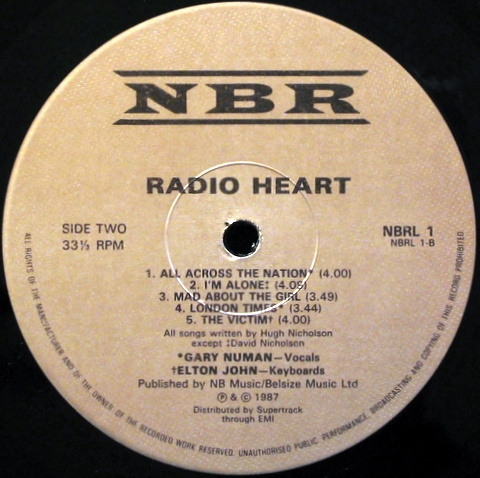 NBR
RADIO HEART
SIDE TWO
33⅓ RPM
NBRL 1
NBRL 1-B
1. ALL ACROSS THE NATION* (4.00)
2. I'M ALONE‡ (4.05)
3. MAD ABOUT THE GIRL (3.49)
4. LONDON TIMES* (3.44)
5. THE VICTIM† (4.00)
All songs written by Hugh Nicholson
except ‡David Nicholson
*GARY NUMAN—Vocals
†ELTON JOHN—Keyboards
Published by NB Music/Belsize Music Ltd
Ⓟ & © 1987
Distributed by Supertrack
through EMI
ALL RIGHTS OF THE MANUFACTURER AND OF THE OWNER OF THE RECORDED WORK RESERVED. UNAUTHORISED PUBLIC PERFORMANCE, BROADCASTING AND COPYING OF THIS RECORD PROHIBITED